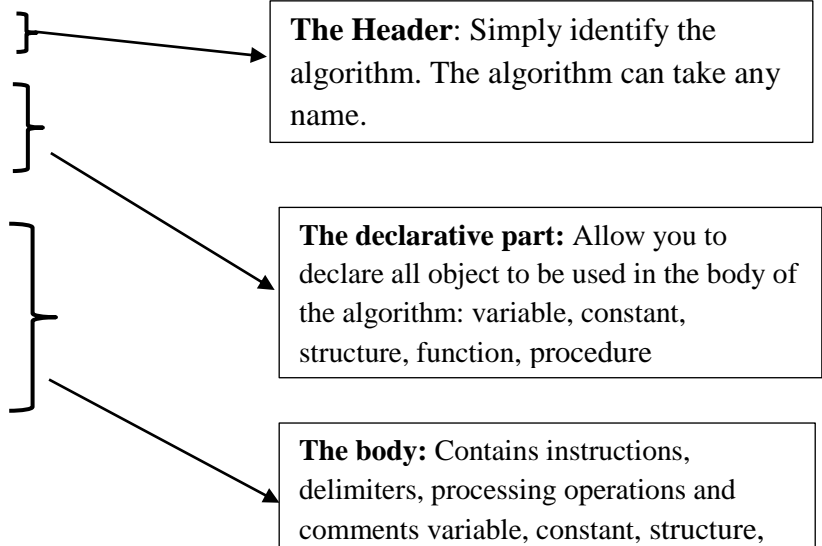 The Header: Simply identify the
algorithm. The algorithm can take any
name.
The declarative part: Allow you to
declare all object to be used in the body of
the algorithm: variable, constant,
structure, function, procedure
The body: Contains instructions,
delimiters, processing operations and
comments variable, constant, structure,